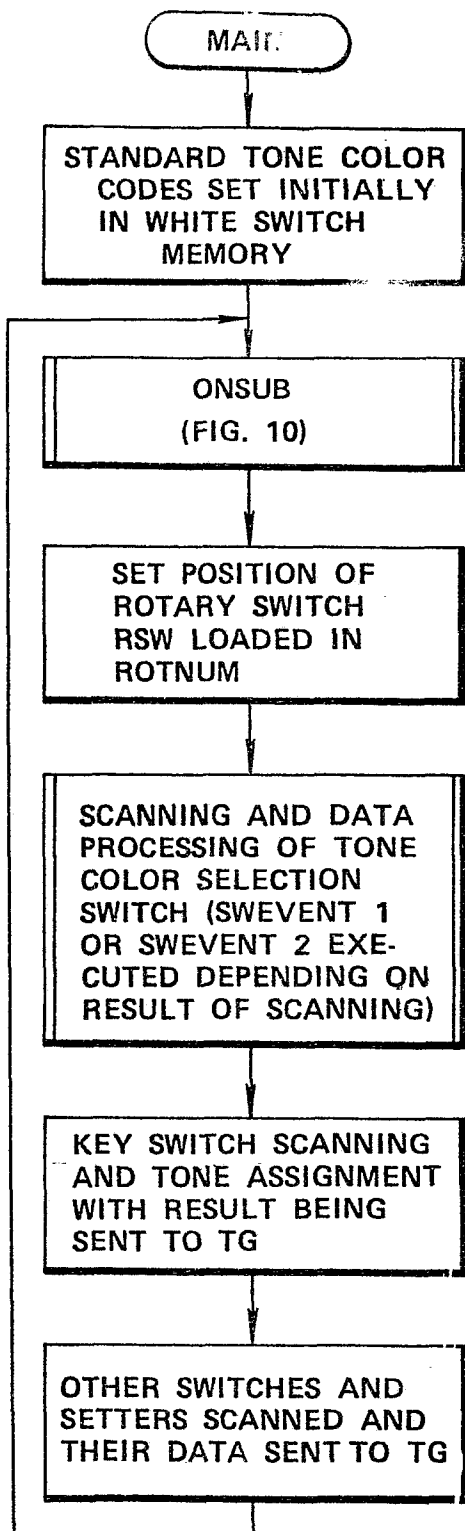 MAIN
STANDARD TONE COLOR
CODES SET INITIALLY
IN WHITE SWITCH
MEMORY
ONSUB
(FIG. 10)
SET POSITION OF
ROTARY SWITCH
RSW LOADED IN
ROTNUM
SCANNING AND DATA
PROCESSING OF TONE
COLOR SELECTION
SWITCH (SWEVENT 1
OR SWEVENT 2 EXE-
CUTED DEPENDING ON
RESULT OF SCANNING)
KEY SWITCH SCANNING
AND TONE ASSIGNMENT
WITH RESULT BEING
SENT TO TG
OTHER SWITCHES AND
SETTERS SCANNED AND
THEIR DATA SENT TO TG